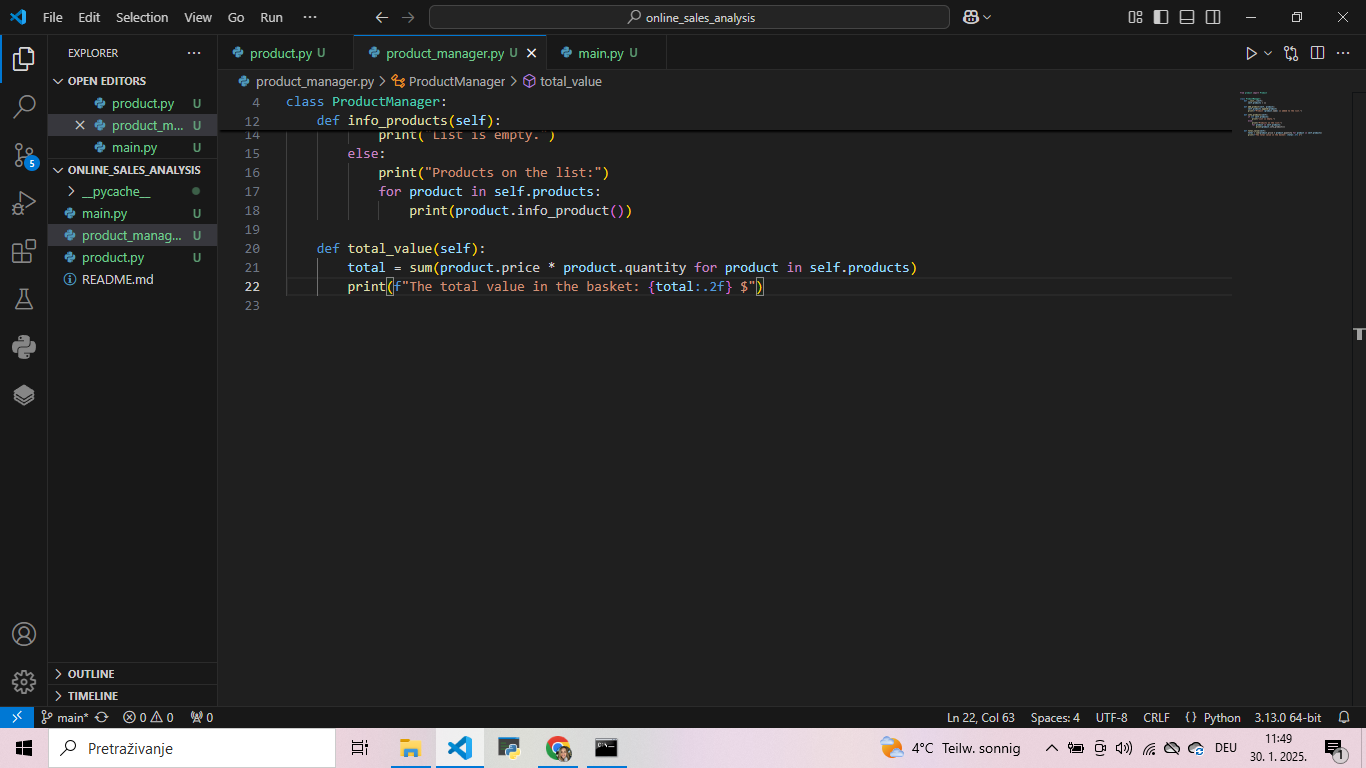 File Edit Selection View Go Run ··· online_sales_analysis
EXPLORER ···
OPEN EDITORS
product.py U
product_m... U
main.py U
ONLINE_SALES_ANALYSIS
__pycache__
main.py U
product_manag... U
product.py U
README.md
OUTLINE
TIMELINE
5
product.py U product_manager.py U main.py U
product_manager.py > ProductManager > total_value
4 class ProductManager:
12 def info_products(self):
14 print("List is empty.")
15 else:
16 print("Products on the list:")
17 for product in self.products:
18 print(product.info_product())
19
20 def total_value(self):
21 total = sum(product.price * product.quantity for product in self.products)
22 print(f"The total value in the basket: {total:.2f} $")
23
main* 0 0 0 Ln 22, Col 63 Spaces: 4 UTF-8 CRLF {} Python 3.13.0 64-bit
Pretraživanje 4°C Teilw. sonnig DEU 11:49
30. 1. 2025. 1